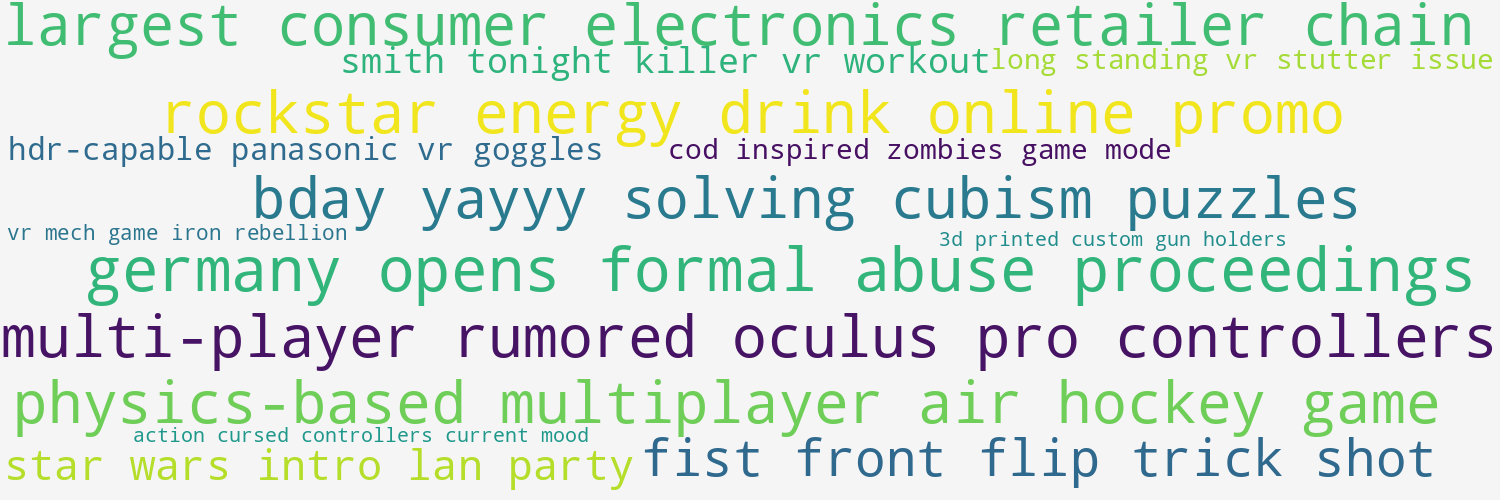 largest consumer electronics retailer chain
smith tonight killer vr workout
long standing vr stutter issue
rockstar energy drink online promo
hdr-capable panasonic vr goggles
cod inspired zombies game mode
bday yayyy solving cubism puzzles
vr mech game iron rebellion
3d printed custom gun holders
germany opens formal abuse proceedings
multi-player rumored oculus pro controllers
physics-based multiplayer air hockey game
action cursed controllers current mood
star wars intro lan party
fist front flip trick shot